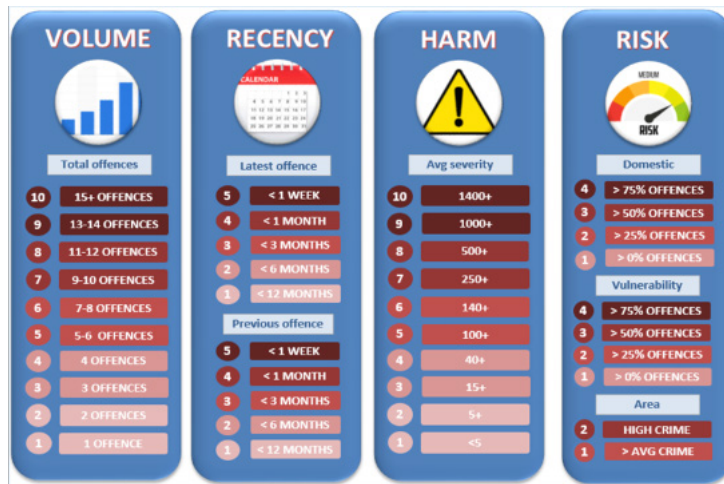 VOLUME
Total offences
10 15+ OFFENCES
9 13-14 OFFENCES
8 11-12 OFFENCES
7 9-10 OFFENCES
6 7-8 OFFENCES
5 5-6 OFFENCES
4 4 OFFENCES
3 3 OFFENCES
2 2 OFFENCES
1 1 OFFENCE
RECENCY
CALENDAR
Latest offence
5 < 1 WEEK
4 < 1 MONTH
3 < 3 MONTHS
2 < 6 MONTHS
1 < 12 MONTHS
Previous offence
5 < 1 WEEK
4 < 1 MONTH
3 < 3 MONTHS
2 < 6 MONTHS
1 < 12 MONTHS
HARM
Avg severity
10 1400+
9 1000+
8 500+
7 250+
6 140+
5 100+
4 40+
3 15+
2 5+
1 <5
RISK
MEDIUM
RISK
Domestic
4 > 75% OFFENCES
3 > 50% OFFENCES
2 > 25% OFFENCES
1 > 0% OFFENCES
Vulnerability
4 > 75% OFFENCES
3 > 50% OFFENCES
2 > 25% OFFENCES
1 > 0% OFFENCES
Area
2 HIGH CRIME
1 > AVG CRIME